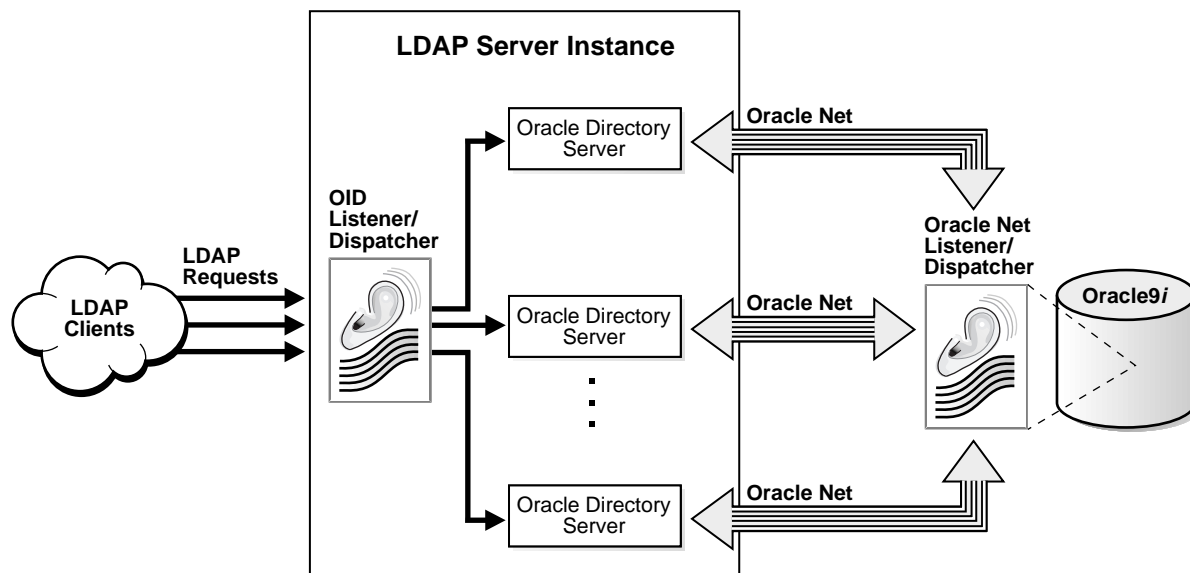 LDAP Server Instance
Oracle Directory
Server
Oracle Net
OID
Listener/
Dispatcher
Oracle Net
Listener/
Dispatcher
LDAP
Requests
LDAP
Clients
Oracle Directory
Server
Oracle Net
Oracle9i
Oracle Directory
Server
Oracle Net